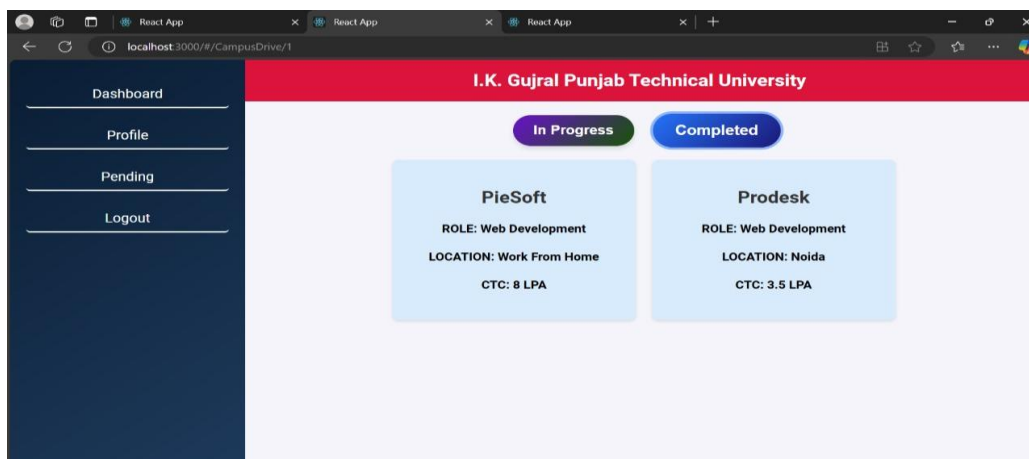 React App
React App
React App
localhost:3000/#/CampusDrive/1
Dashboard
Profile
Pending
Logout
I.K. Gujral Punjab Technical University
In Progress
Completed
PieSoft
ROLE: Web Development
LOCATION: Work From Home
CTC: 8 LPA
Prodesk
ROLE: Web Development
LOCATION: Noida
CTC: 3.5 LPA